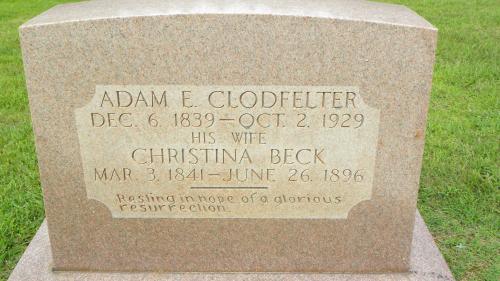 ADAM E. CLODFELTER
DEC. 6. 1839—OCT. 2. 1929
HIS WIFE
CHRISTINA BECK
MAR. 3. 1841—JUNE 26. 1896
Resting in hope of a glorious
resurrection.